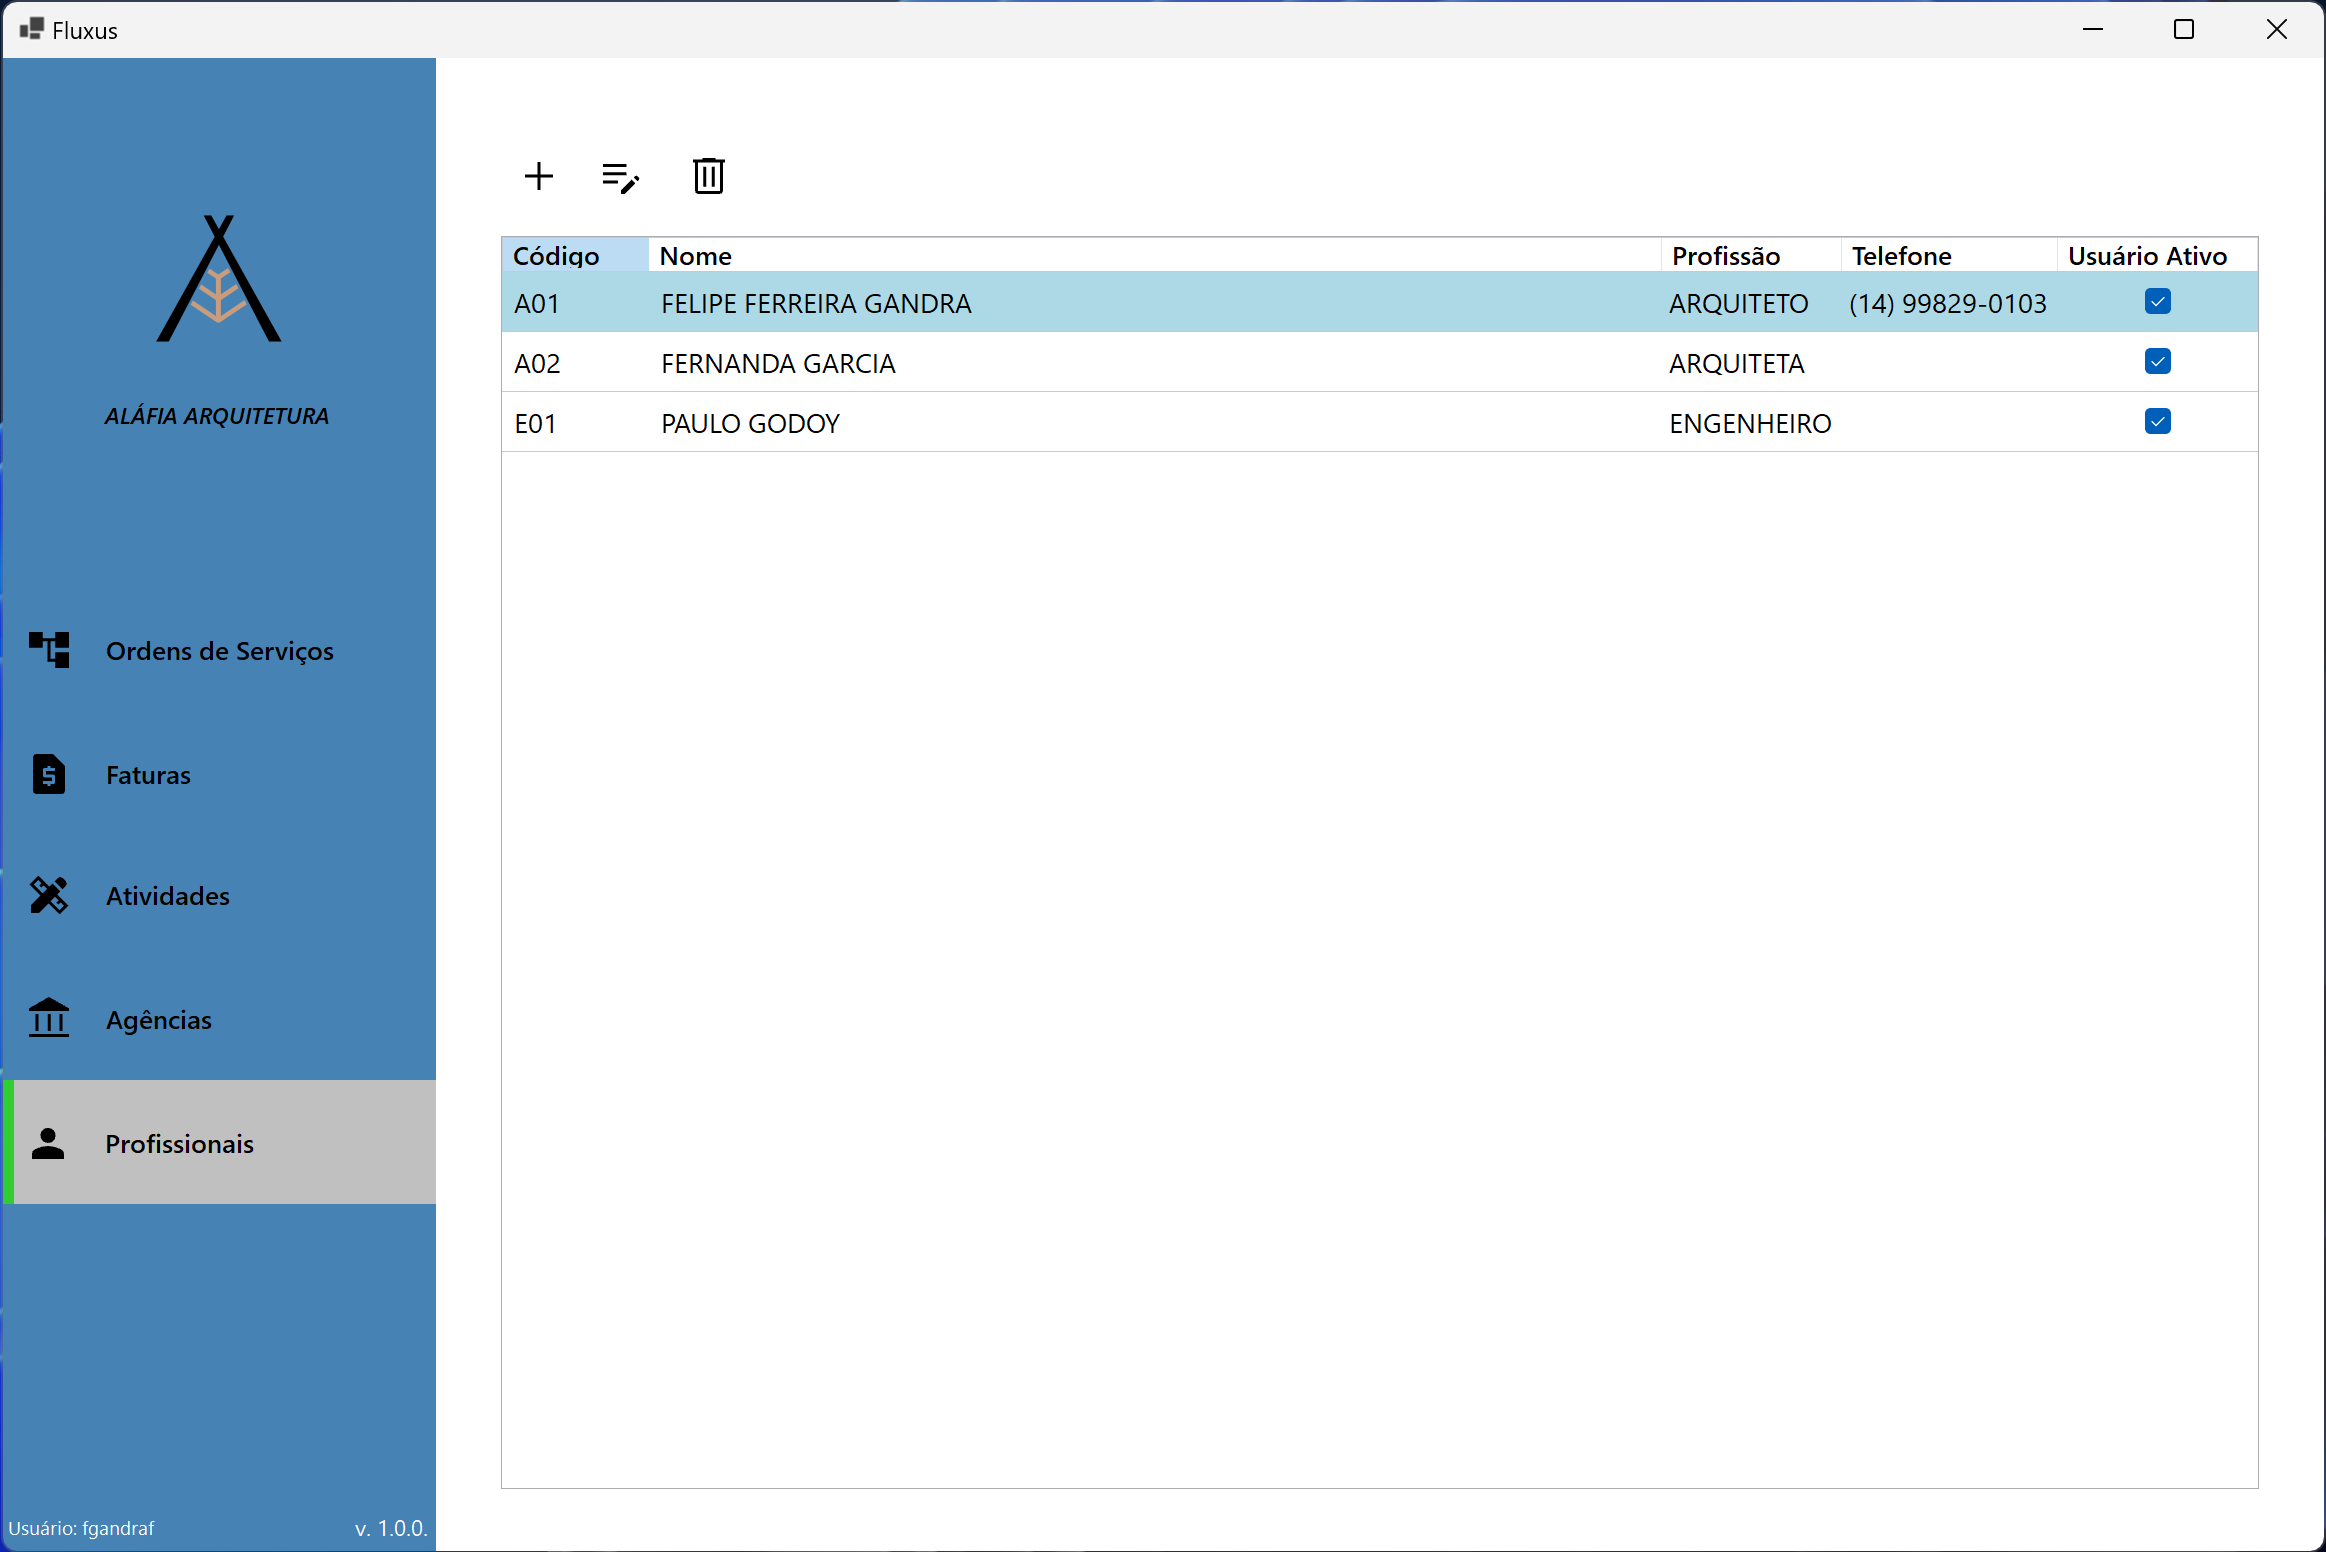 Fluxus
ALÁFIA ARQUITETURA
Ordens de Serviços
Faturas
Atividades
Agências
Profissionais
Usuário: fgandraf v. 1.0.0.
Código Nome Profissão Telefone Usuário Ativo
A01 FELIPE FERREIRA GANDRA ARQUITETO (14) 99829-0103
A02 FERNANDA GARCIA ARQUITETA
E01 PAULO GODOY ENGENHEIRO